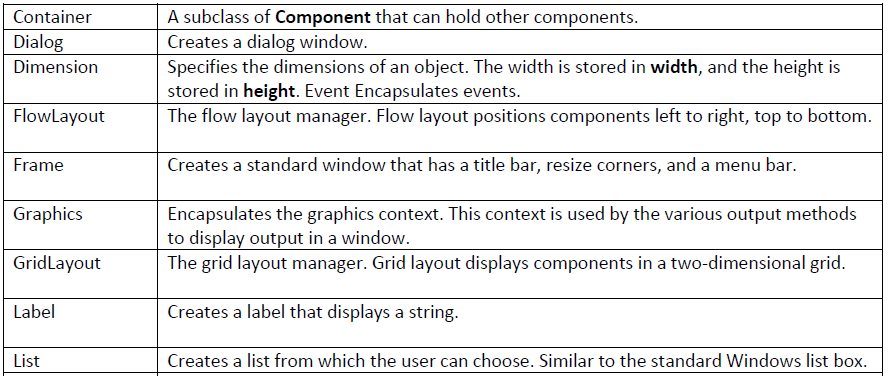 Container A subclass of Component that can hold other components.
Dialog Creates a dialog window.
Dimension Specifies the dimensions of an object. The width is stored in width, and the height is
stored in height. Event Encapsulates events.
FlowLayout The flow layout manager. Flow layout positions components left to right, top to bottom.
Frame Creates a standard window that has a title bar, resize corners, and a menu bar.
Graphics Encapsulates the graphics context. This context is used by the various output methods
to display output in a window.
GridLayout The grid layout manager. Grid layout displays components in a two-dimensional grid.
Label Creates a label that displays a string.
List Creates a list from which the user can choose. Similar to the standard Windows list box.